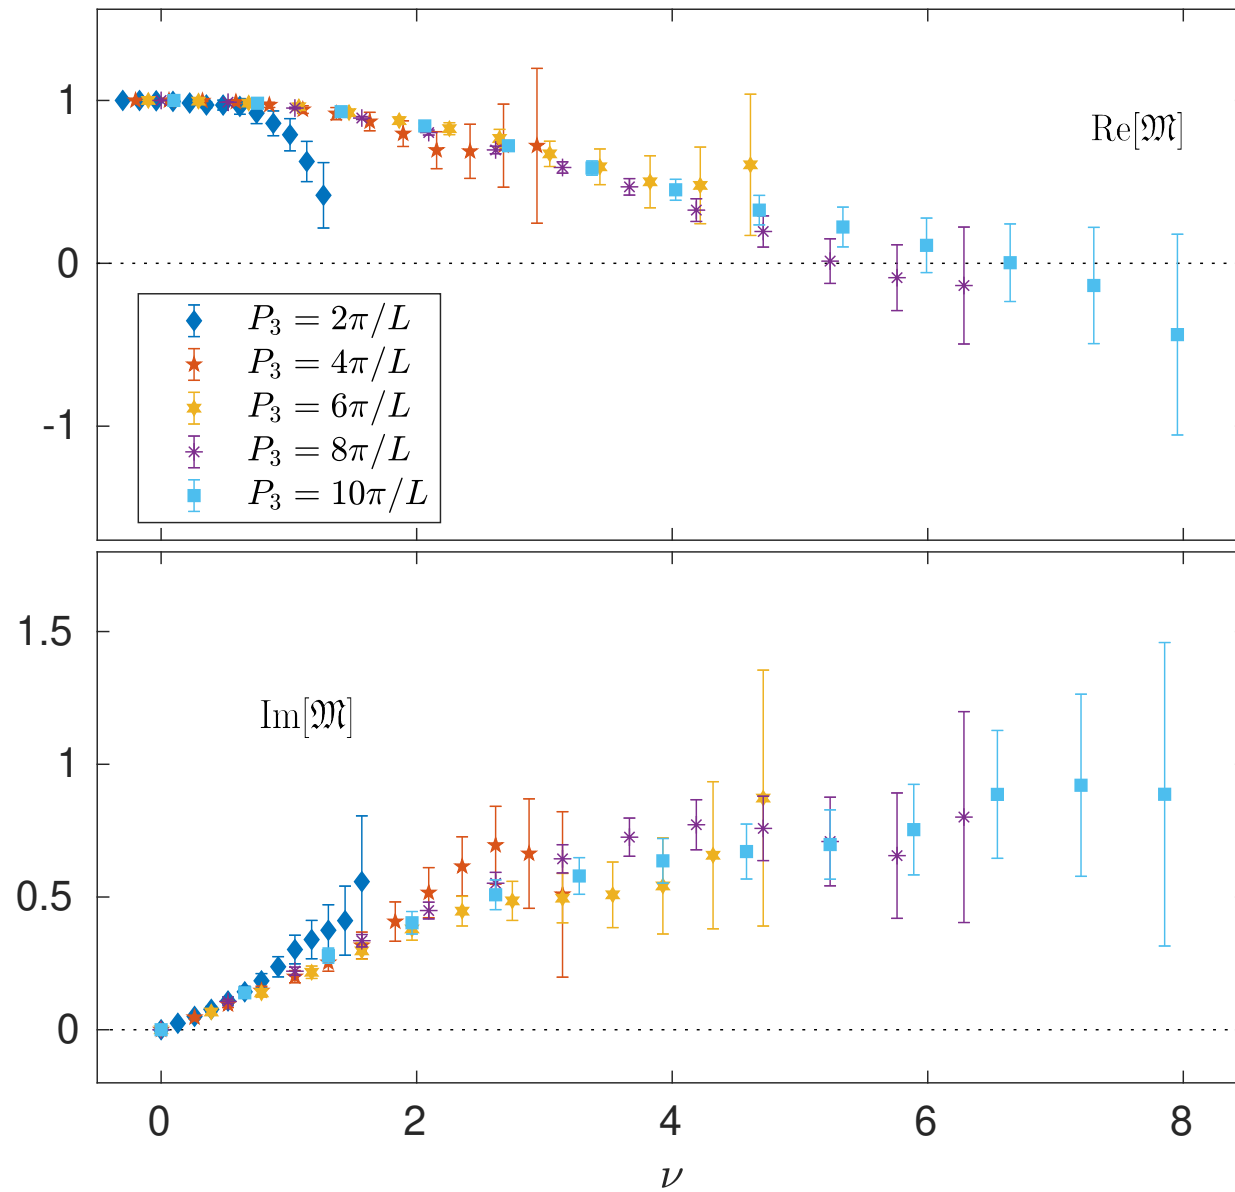 1
0
-1
Re[𝔐]
P₃ = 2π/L
P₃ = 4π/L
P₃ = 6π/L
P₃ = 8π/L
P₃ = 10π/L
1.5
1
0.5
0
Im[𝔐]
0 2 4 6 8
ν